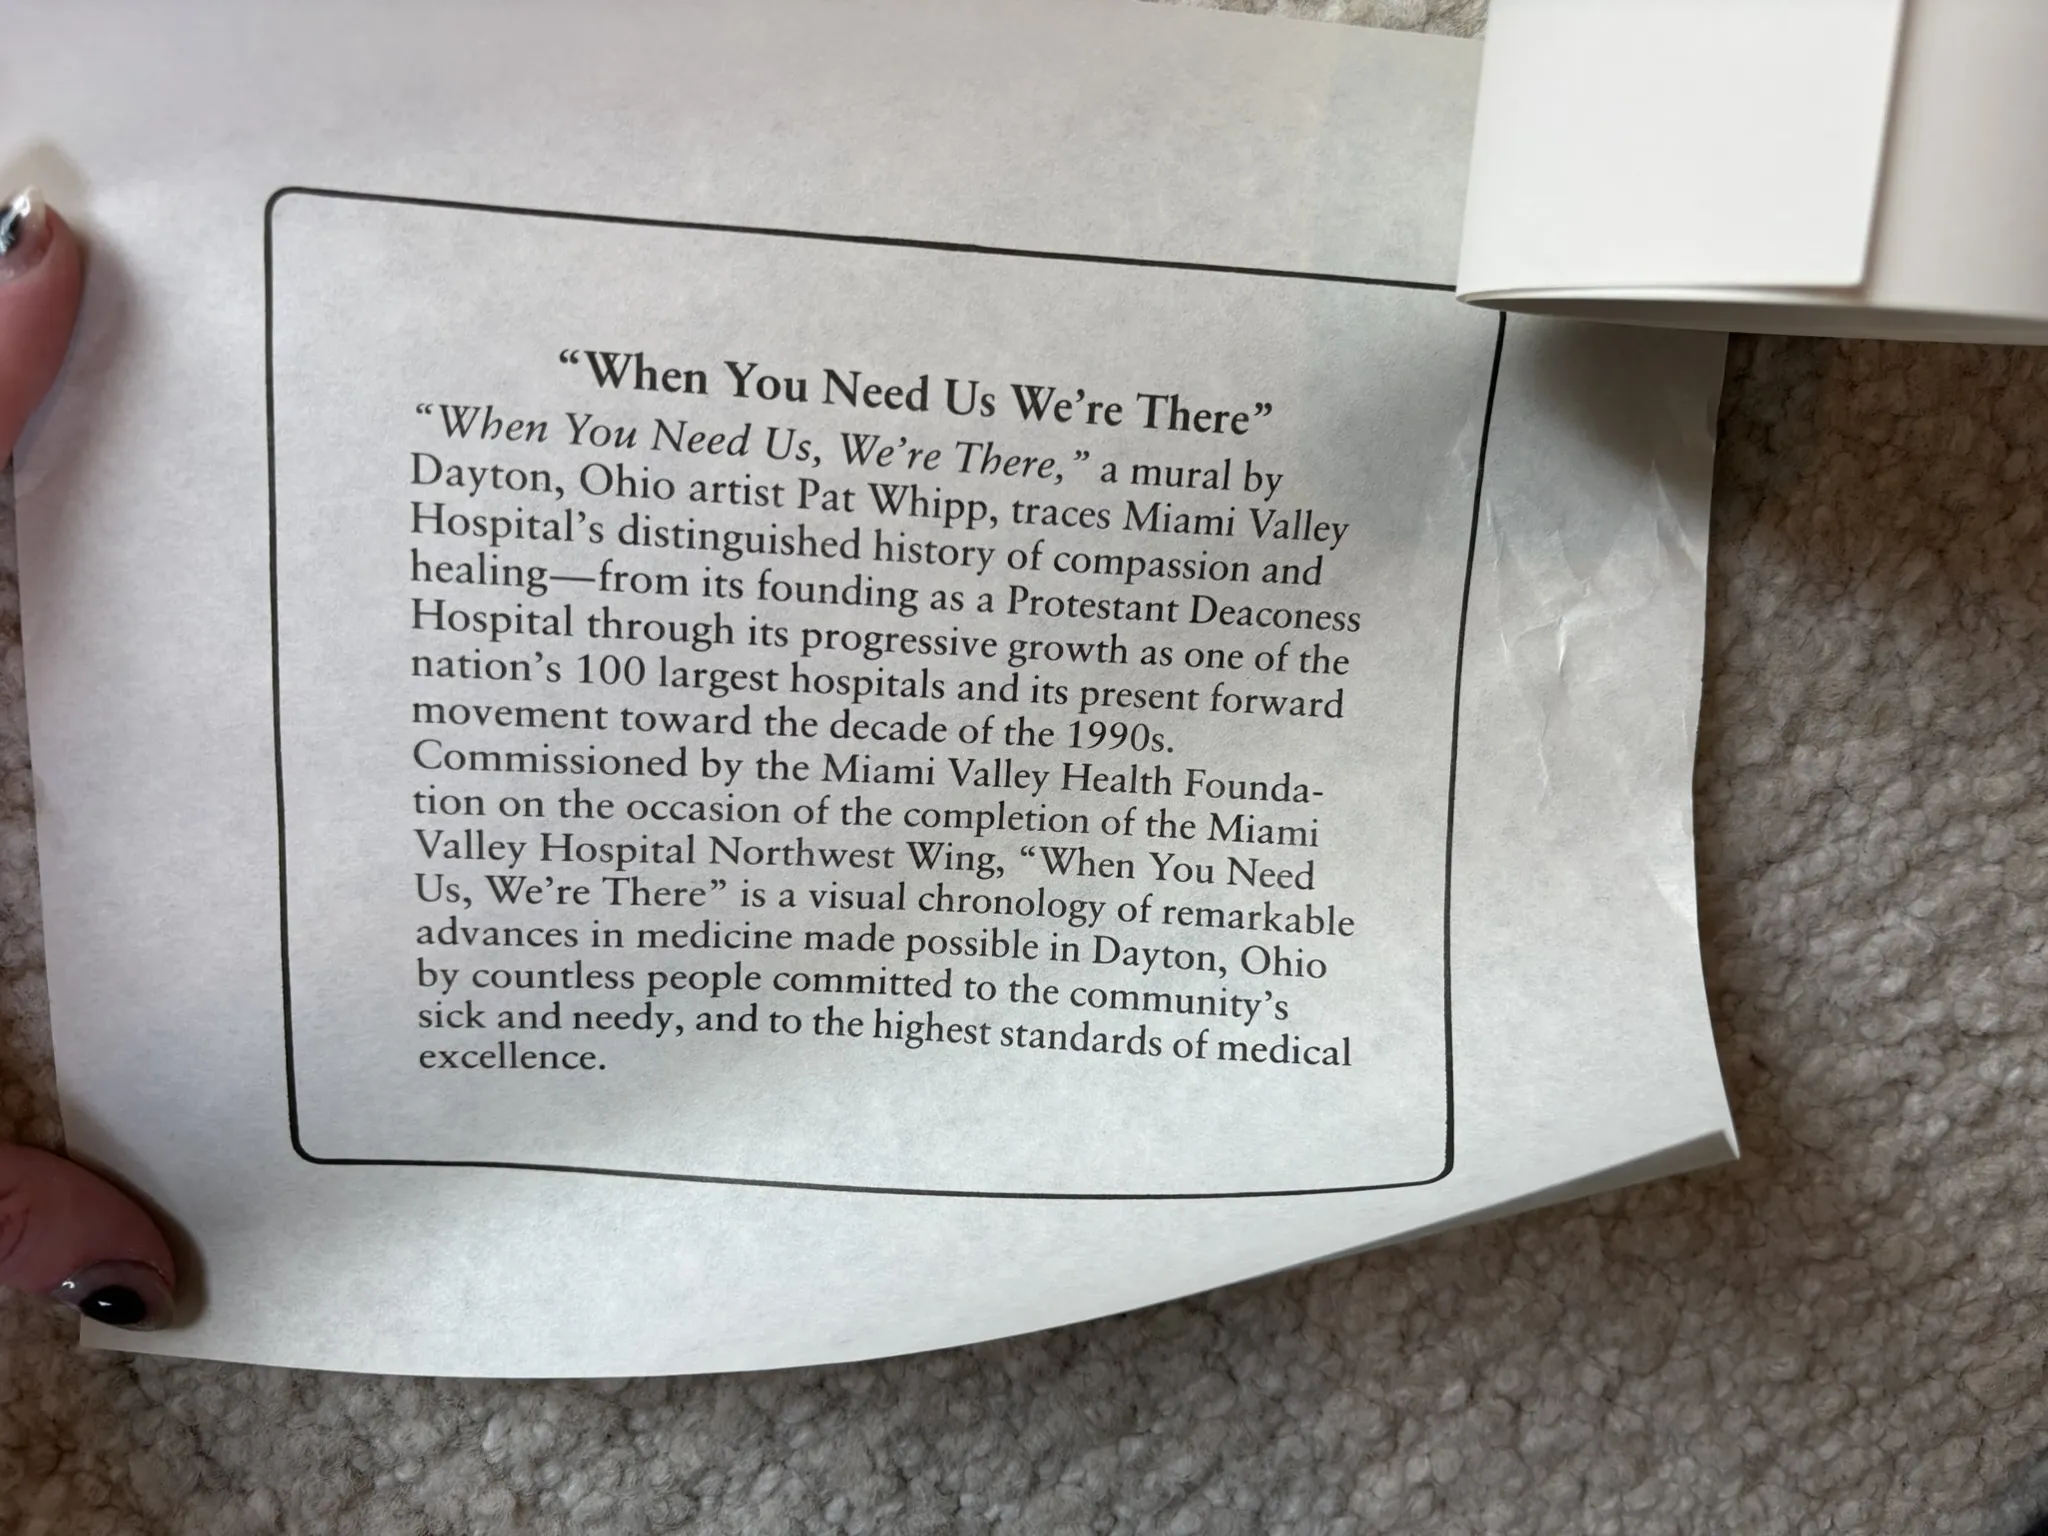 “When You Need Us We’re There”
“When You Need Us, We’re There,” a mural by
Dayton, Ohio artist Pat Whipp, traces Miami Valley
Hospital’s distinguished history of compassion and
healing—from its founding as a Protestant Deaconess
Hospital through its progressive growth as one of the
nation’s 100 largest hospitals and its present forward
movement toward the decade of the 1990s.
Commissioned by the Miami Valley Health Founda-
tion on the occasion of the completion of the Miami
Valley Hospital Northwest Wing, “When You Need
Us, We’re There” is a visual chronology of remarkable
advances in medicine made possible in Dayton, Ohio
by countless people committed to the community’s
sick and needy, and to the highest standards of medical
excellence.